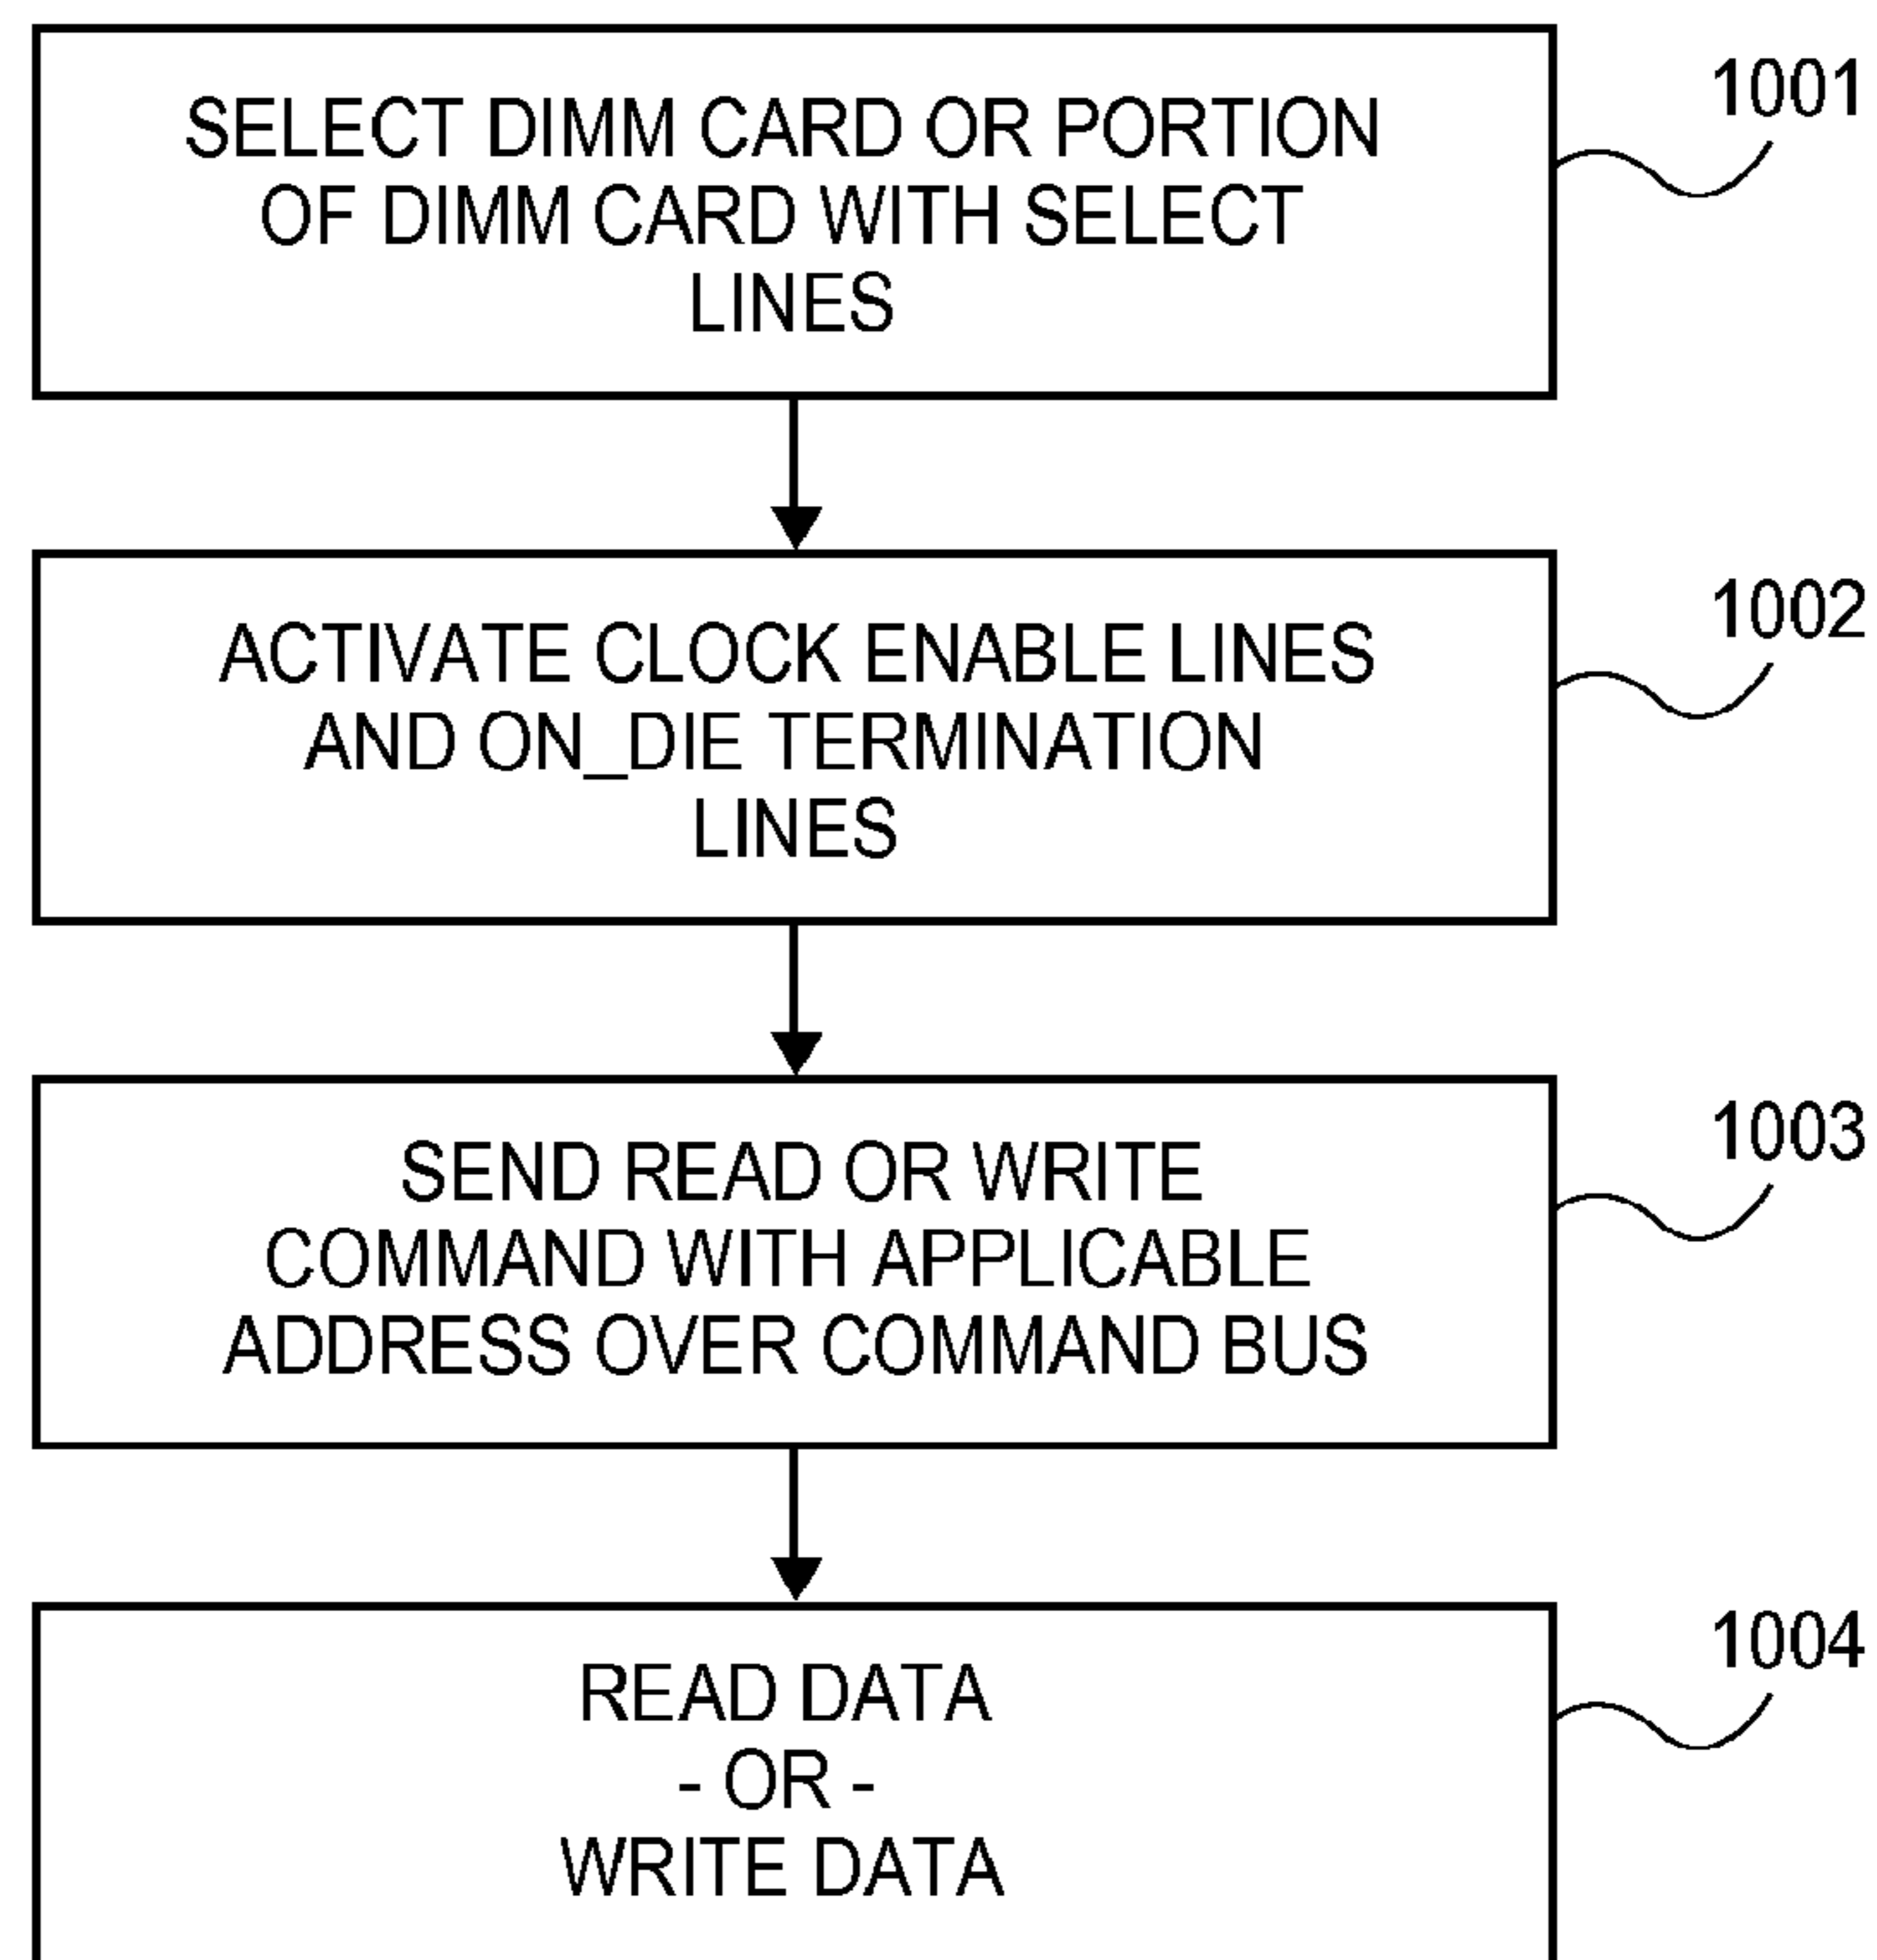 SELECT DIMM CARD OR PORTION
OF DIMM CARD WITH SELECT
LINES
1001
ACTIVATE CLOCK ENABLE LINES
AND ON_DIE TERMINATION
LINES
1002
SEND READ OR WRITE
COMMAND WITH APPLICABLE
ADDRESS OVER COMMAND BUS
1003
READ DATA
- OR -
WRITE DATA
1004